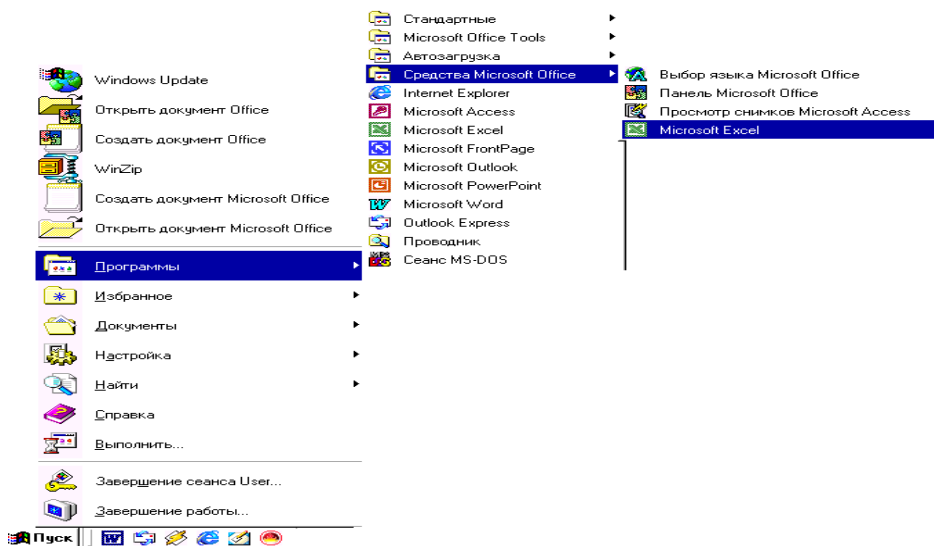 Windows Update
Открыть документ Office
Создать документ Office
WinZip
Создать документ Microsoft Office
Открыть документ Microsoft Office
Программы
Избранное
Документы
Настройка
Найти
Справка
Выполнить...
Завершение сеанса User...
Завершение работы...
Пуск
Стандартные
Microsoft Office Tools
Автозагрузка
Средства Microsoft Office
Internet Explorer
Microsoft Access
Microsoft Excel
Microsoft FrontPage
Microsoft Outlook
Microsoft PowerPoint
Microsoft Word
Outlook Express
Проводник
Сеанс MS-DOS
Выбор языка Microsoft Office
Панель Microsoft Office
Просмотр снимков Microsoft Access
Microsoft Excel